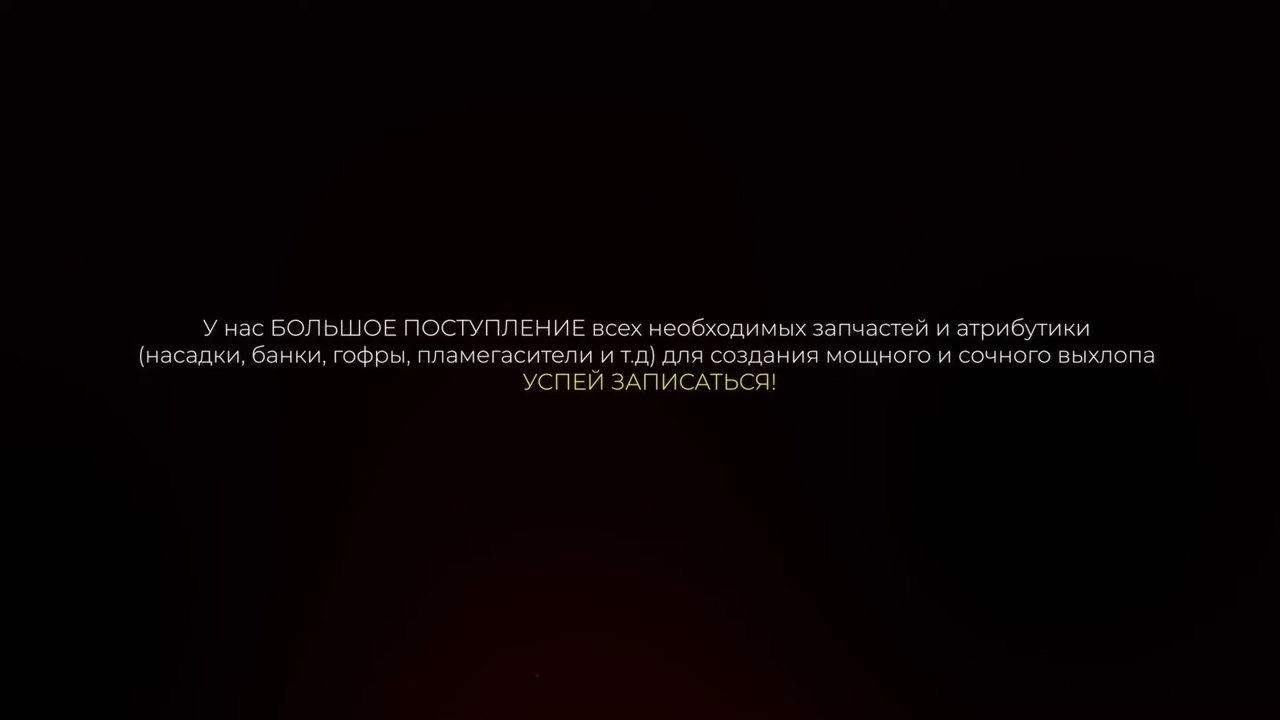 У нас БОЛЬШОЕ ПОСТУПЛЕНИЕ всех необходимых запчастей и атрибутики
(насадки, банки, гофры, пламегасители и т.д) для создания мощного и сочного выхлопа
УСПЕЙ ЗАПИСАТЬСЯ!